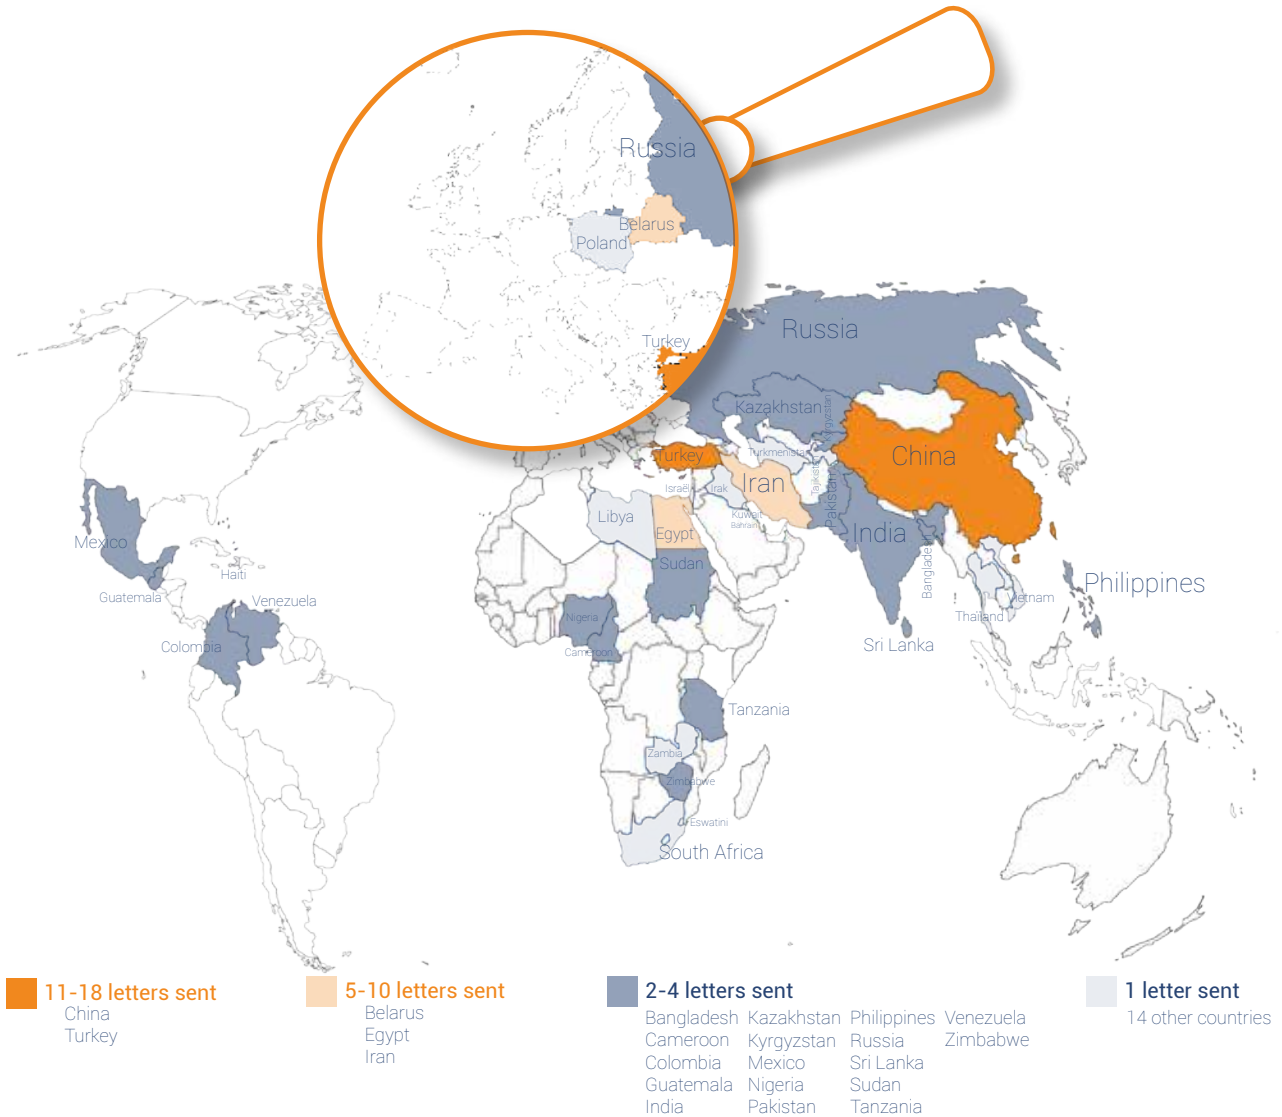 Russia
Belarus
Poland
Turkey
Russia
Kazakhstan
Kyrgyzstan
Turkey
Turkmenistan
China
Tajikistan
Iran
Israël
Irak
Pakistan
Libya
Kuwait
Bahrain
Egypt
India
Mexico
Sudan
Bangladesh
Haiti
Philippines
Guatemala
Venezuela
Vietnam
Nigeria
Thaïland
Colombia
Cameroon
Sri Lanka
Tanzania
Zambia
Zimbabwe
Eswatini
South Africa
11-18 letters sent
China
Turkey
5-10 letters sent
Belarus
Egypt
Iran
2-4 letters sent
Bangladesh Kazakhstan Philippines Venezuela
Cameroon Kyrgyzstan Russia Zimbabwe
Colombia Mexico Sri Lanka
Guatemala Nigeria Sudan
India Pakistan Tanzania
1 letter sent
14 other countries